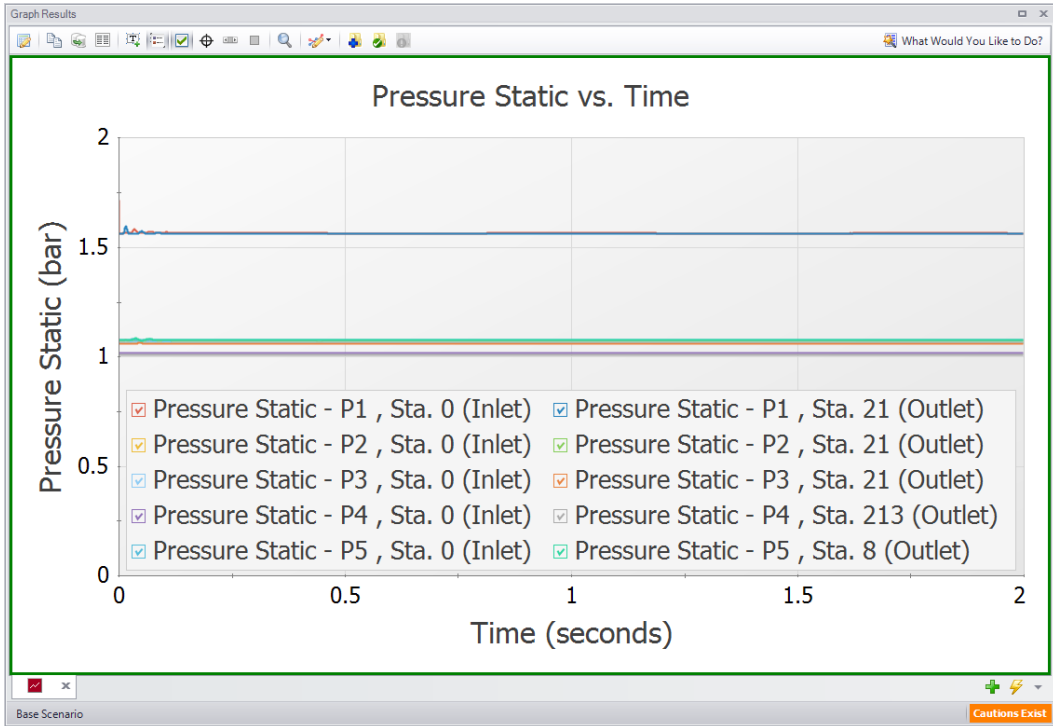 Graph Results
What Would You Like to Do?
Pressure Static vs. Time
Pressure Static (bar)
2
1.5
1
0.5
0
Pressure Static - P1 , Sta. 0 (Inlet) Pressure Static - P1 , Sta. 21 (Outlet)
Pressure Static - P2 , Sta. 0 (Inlet) Pressure Static - P2 , Sta. 21 (Outlet)
Pressure Static - P3 , Sta. 0 (Inlet) Pressure Static - P3 , Sta. 21 (Outlet)
Pressure Static - P4 , Sta. 0 (Inlet) Pressure Static - P4 , Sta. 213 (Outlet)
Pressure Static - P5 , Sta. 0 (Inlet) Pressure Static - P5 , Sta. 8 (Outlet)
0 0.5 1 1.5 2
Time (seconds)
Base Scenario Cautions Exist